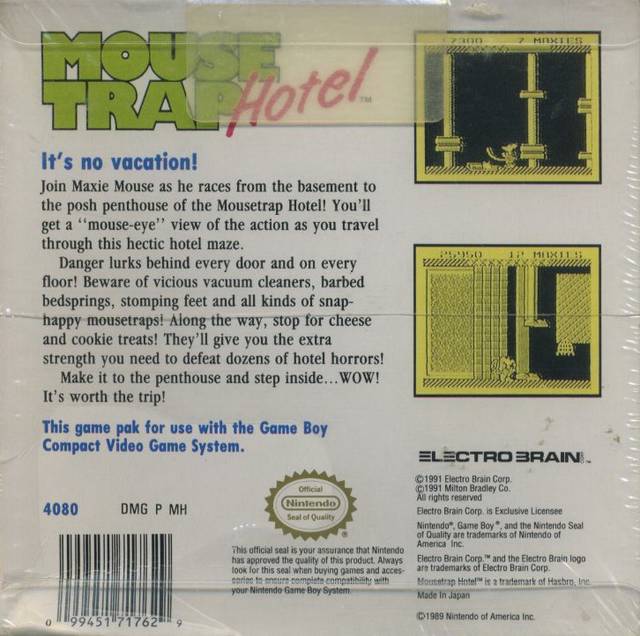 MOUSE
TRAP Hotel ™
It's no vacation!
Join Maxie Mouse as he races from the basement to
the posh penthouse of the Mousetrap Hotel! You'll
get a "mouse-eye" view of the action as you travel
through this hectic hotel maze.
Danger lurks behind every door and on every
floor! Beware of vicious vacuum cleaners, barbed
bedsprings, stomping feet and all kinds of snap-
happy mousetraps! Along the way, stop for cheese
and cookie treats! They'll give you the extra
strength you need to defeat dozens of hotel horrors!
Make it to the penthouse and step inside...WOW!
It's worth the trip!
This game pak for use with the Game Boy
Compact Video Game System.
4080 DMG P MH
0 99451 71762 9
Official
Nintendo
Seal of Quality
®
This official seal is your assurance that Nintendo
has approved the quality of this product. Always
look for this seal when buying games and acces-
sories to ensure complete compatibility with
your Nintendo Game Boy System.
7 MAXIES
25950 12 MAXIES
ELECTRO BRAIN CORP.™
©1991 Electro Brain Corp.
©1991 Milton Bradley Co.
All rights reserved
Electro Brain Corp. is Exclusive Licensee
Nintendo®, Game Boy®, and the Nintendo Seal
of Quality are trademarks of Nintendo of
America Inc.
Electro Brain Corp.™ and the Electro Brain logo
are trademarks of Electro Brain Corp.
Mousetrap Hotel™ is a trademark of Hasbro, Inc.
Made In Japan
©1989 Nintendo of America Inc.